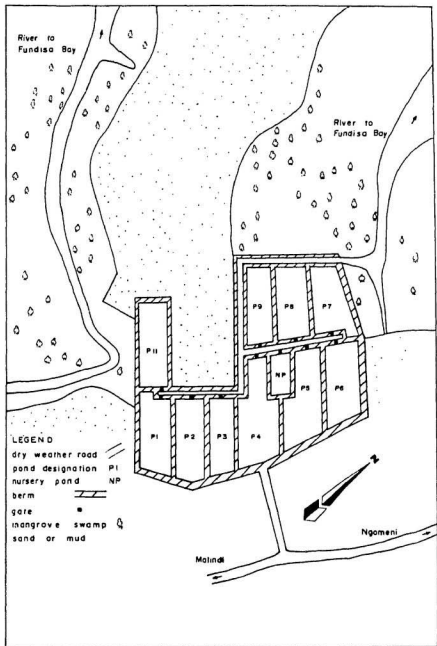 River to
Fundisa Bay
River to
Fundisa Bay
P9
P8
P7
P11
NP
P5
P6
P1
P2
P3
P4
LEGEND
dry weather road
pond designation P1
nursery pond NP
berm
gate
mangrove swamp
sand or mud
N
Ngomeni
Malindi